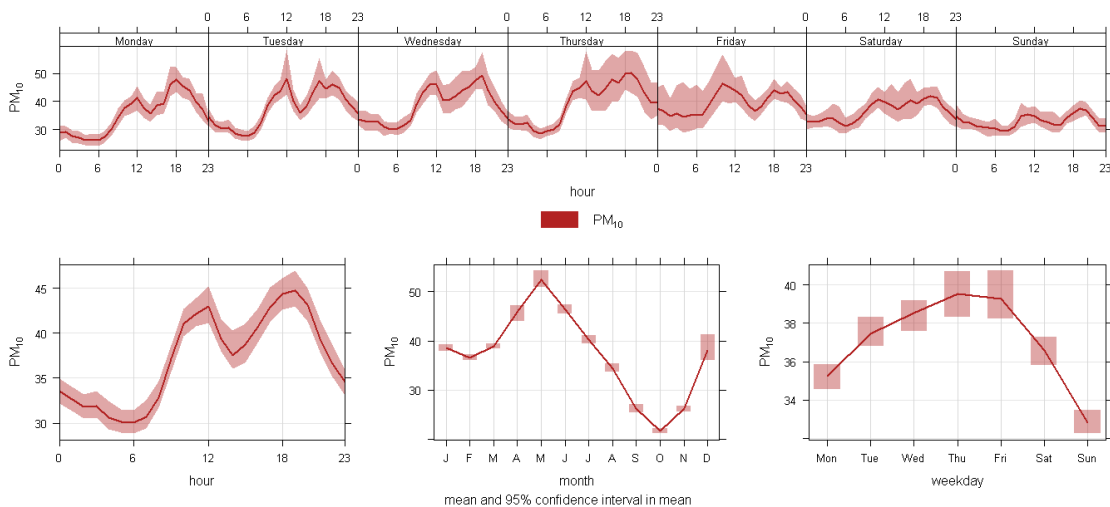 0 12 23 6 18 0 12 23 6 18 0 12 23
Monday Tuesday Wednesday Thursday Friday Saturday Sunday
PM₁₀
50
40
30
0 6 12 18 23 0 6 12 18 23 0 6 12 18 23 0 6 12 18 23
hour
PM₁₀
PM₁₀
45
40
35
30
0 6 12 18 23
hour
PM₁₀
50
40
30
J F M A M J J A S O N D
month
mean and 95% confidence interval in mean
PM₁₀
40
38
36
34
Mon Tue Wed Thu Fri Sat Sun
weekday